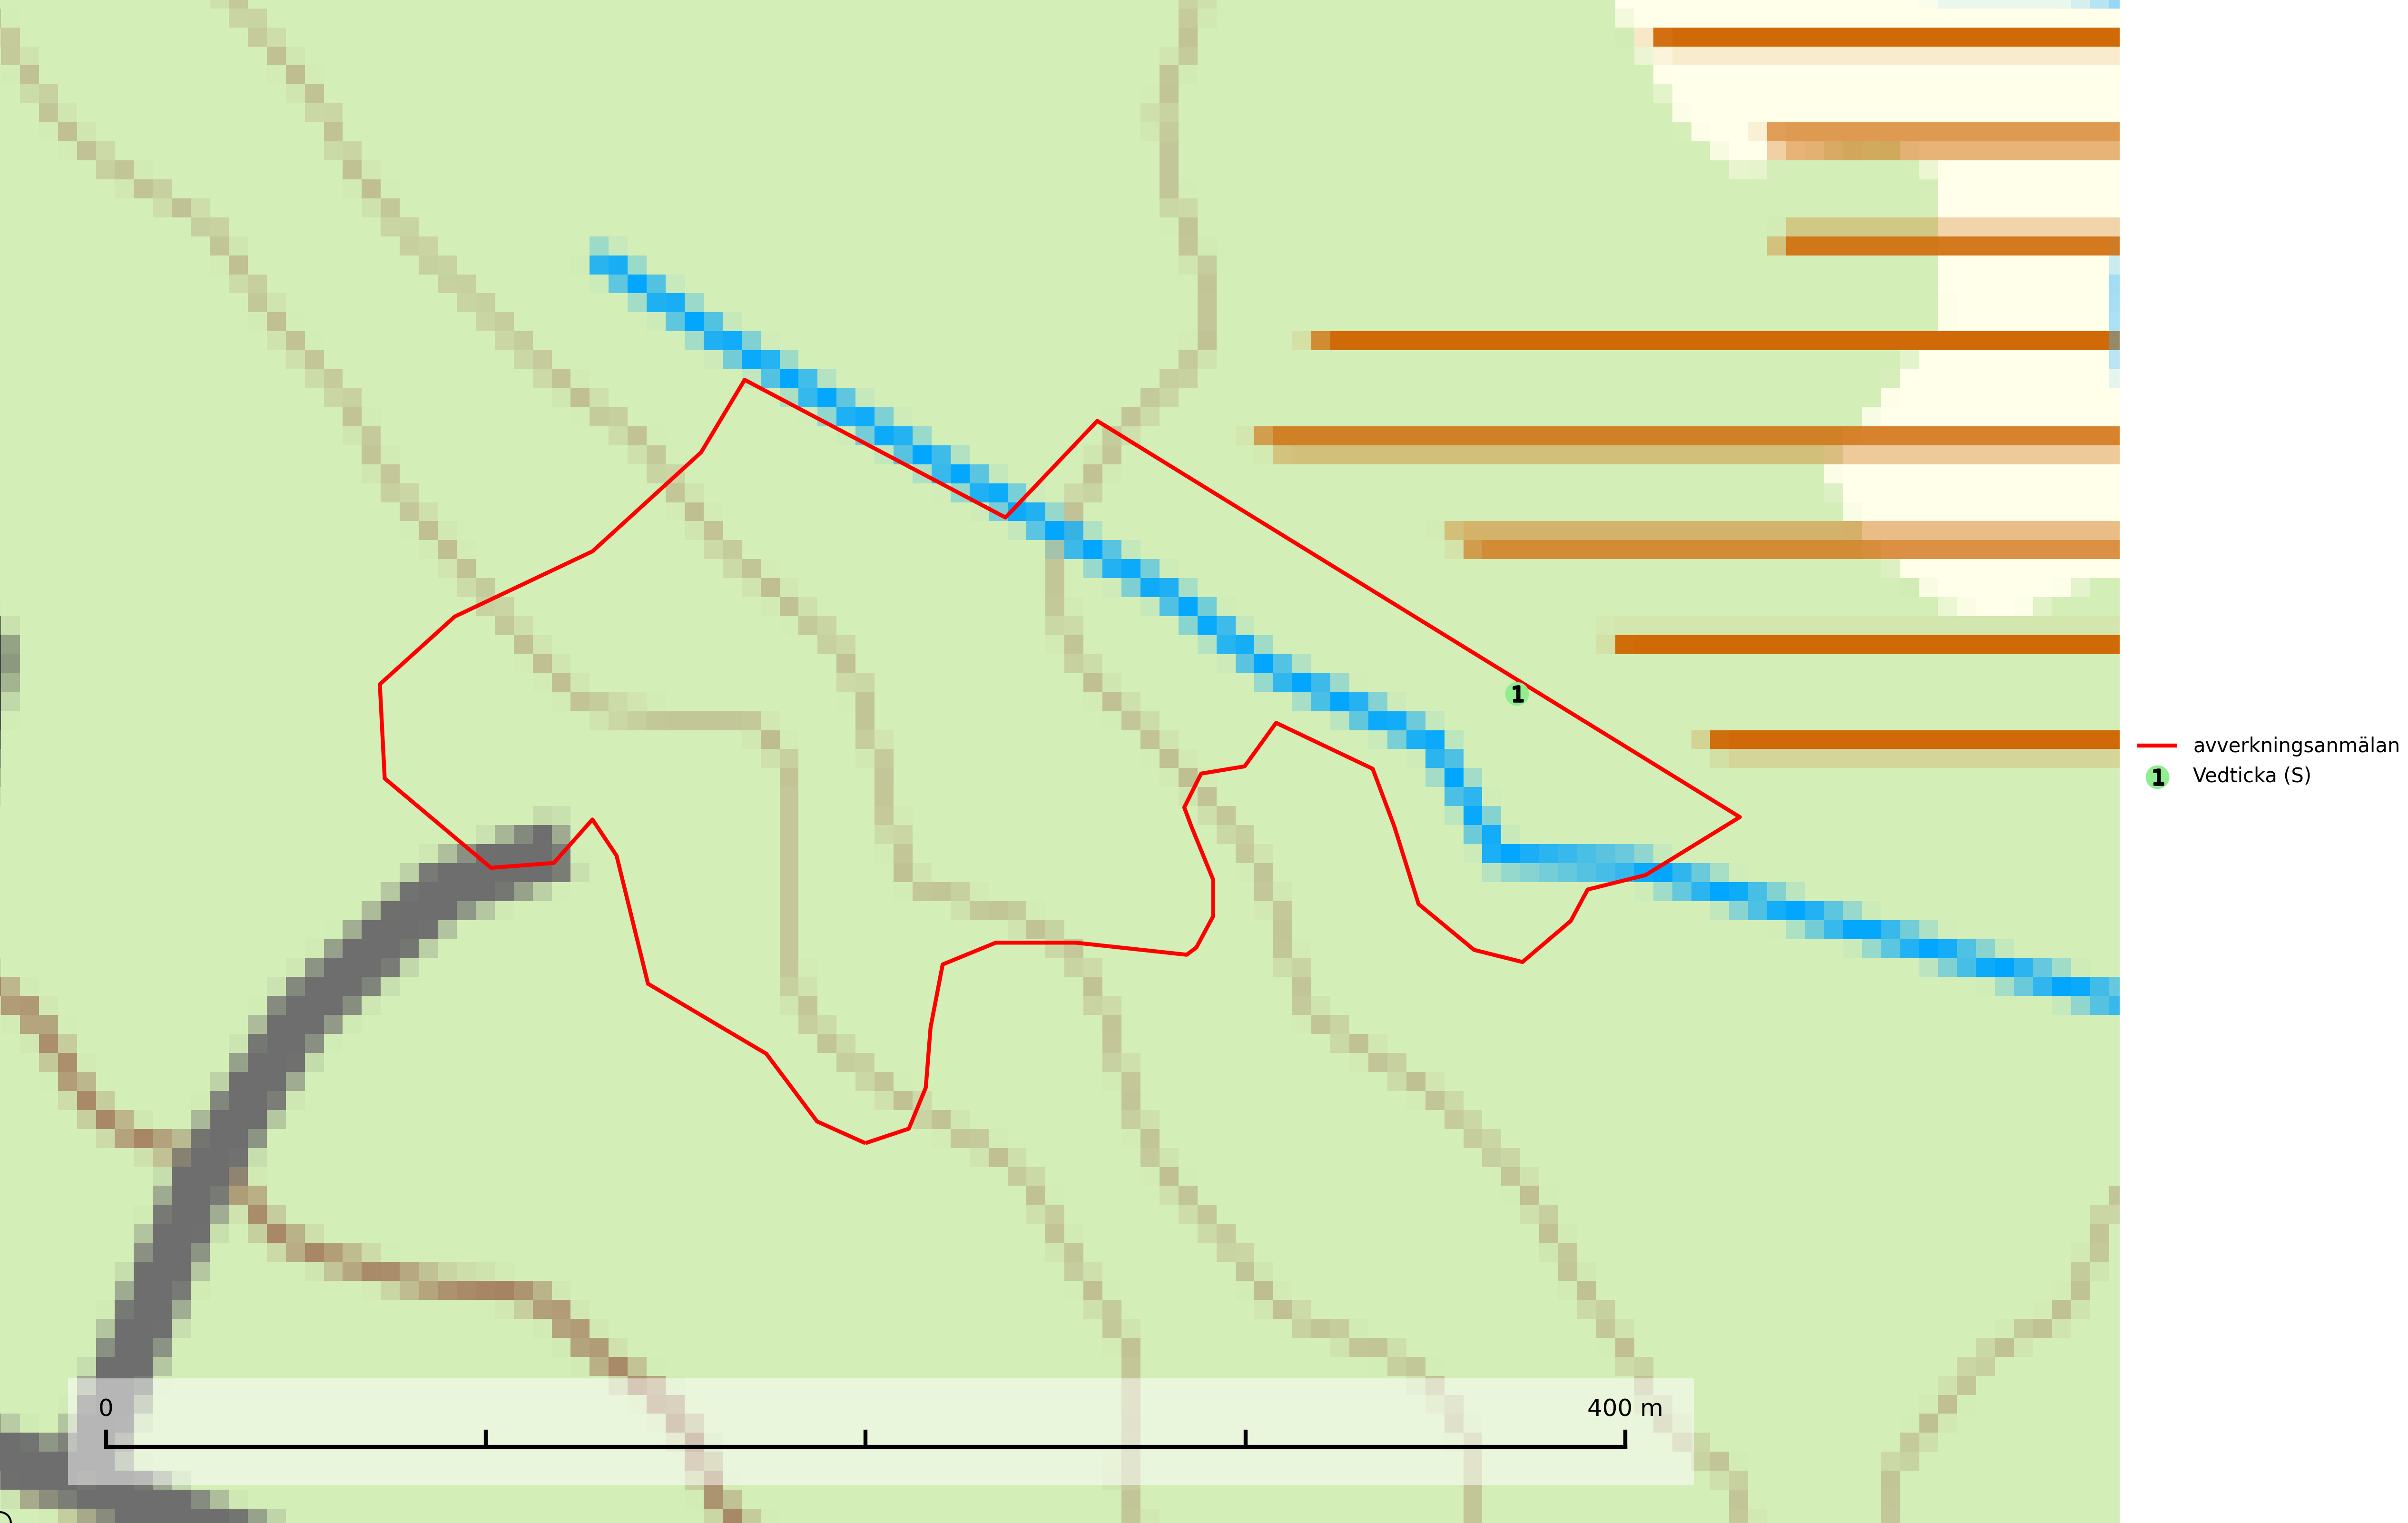 1
avverkningsanmälan
1 Vedticka (S)
0 400 m